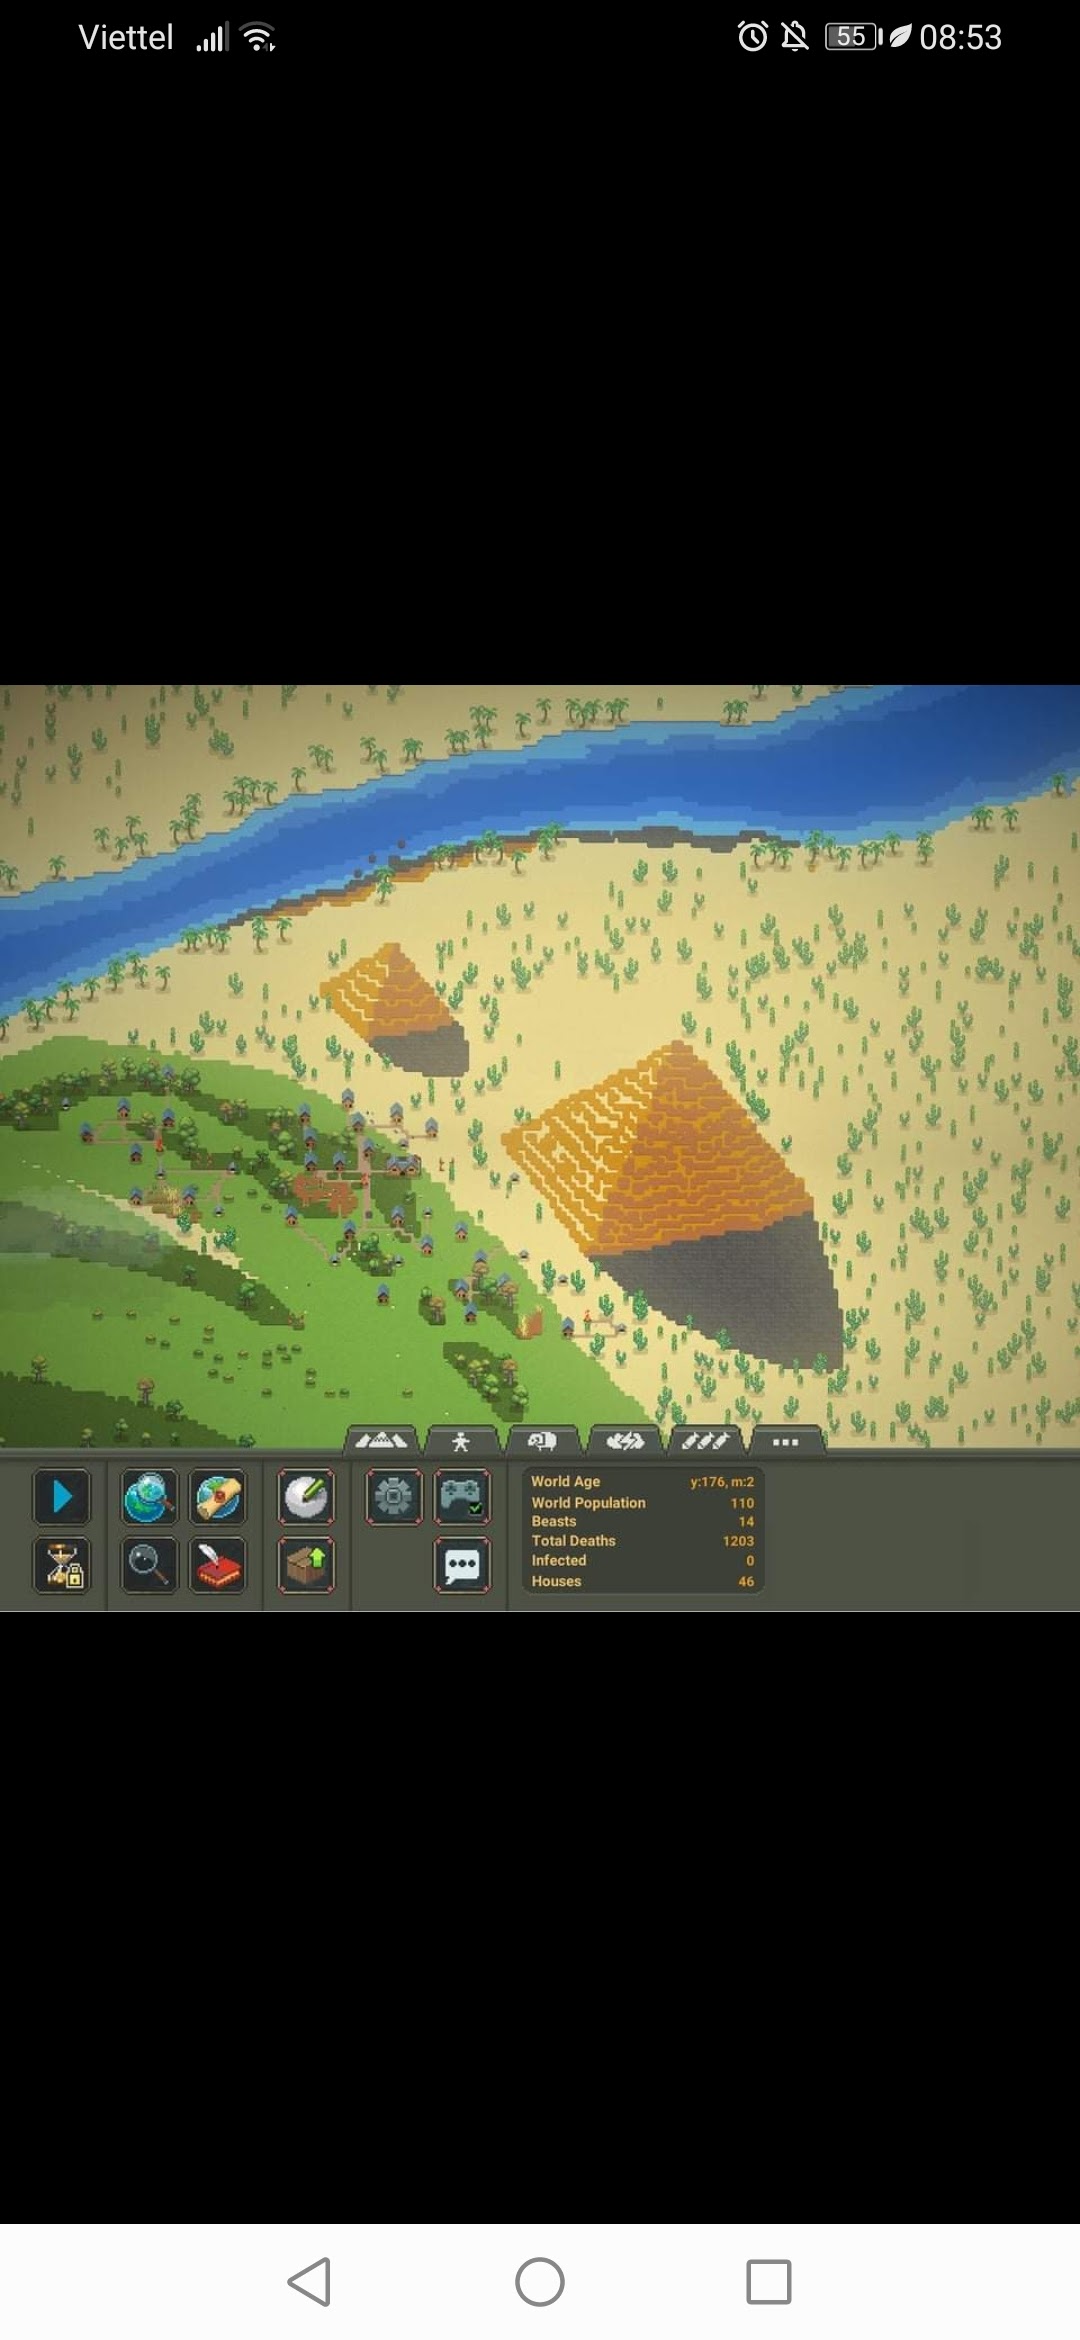 Viettel 55 08:53
World Age y:176, m:2
World Population 110
Beasts 14
Total Deaths 1203
Infected 0
Houses 46